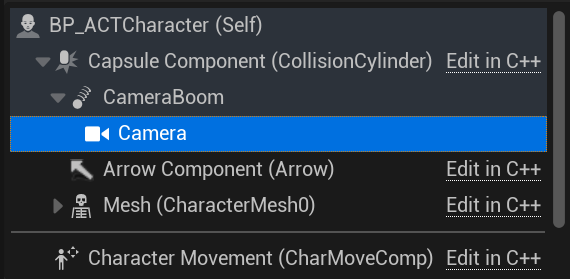 BP_ACTCharacter (Self)
Capsule Component (CollisionCylinder) Edit in C++
CameraBoom
Camera
Arrow Component (Arrow) Edit in C++
Mesh (CharacterMesh0) Edit in C++
Character Movement (CharMoveComp) Edit in C++